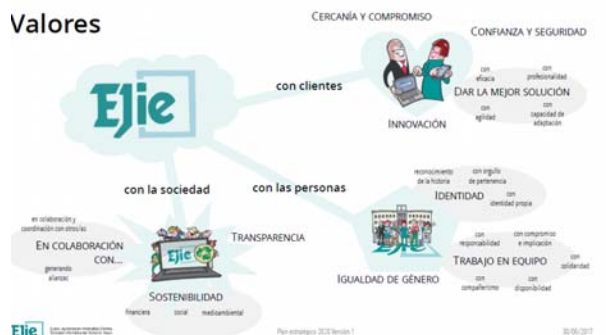 Valores
CERCANÍA Y COMPROMISO
CONFIANZA Y SEGURIDAD
con
eficacia
con
profesionalidad
DAR LA MEJOR SOLUCIÓN
con
agilidad
con
capacidad de
adaptación
INNOVACIÓN
con clientes
Ejie
con la sociedad
con las personas
reconocimiento
de la historia
con orgullo
de pertenencia
IDENTIDAD
con
identidad propia
con
responsabilidad
con compromiso
e implicación
TRABAJO EN EQUIPO
con
solidaridad
con
compañerismo
con
disponibilidad
IGUALDAD DE GÉNERO
en colaboración y
coordinación con otros/as
EN COLABORACIÓN
CON...
generando
alianzas
Ejie
TRANSPARENCIA
SOSTENIBILIDAD
financiera
social
medioambiental
Ejie
Plan estratégico 2020 Versión 1
30/06/2017